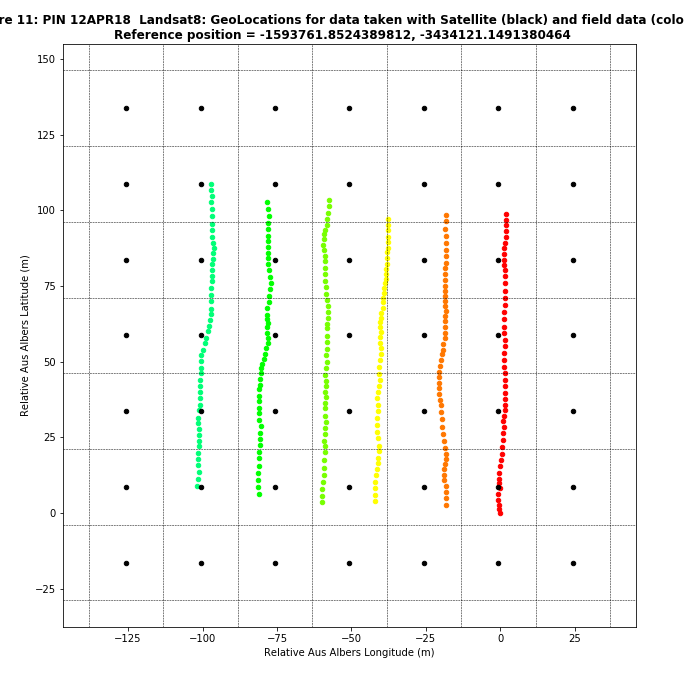 re 11: PIN 12APR18 Landsat8: GeoLocations for data taken with Satellite (black) and field data (colo
Reference position = -1593761.8524389812, -3434121.1491380464
150
125
100
75
50
25
0
−25
Relative Aus Albers Latitude (m)
−125 −100 −75 −50 −25 0 25
Relative Aus Albers Longitude (m)